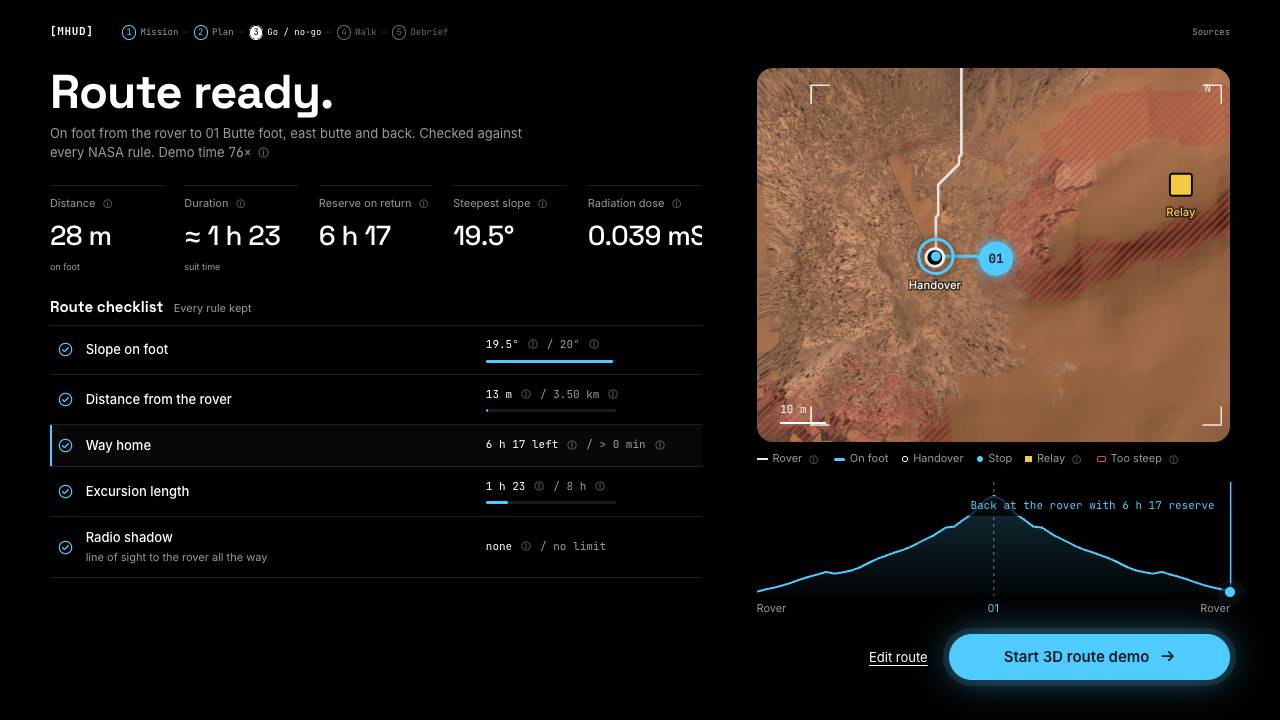 [MHUD]
1 Mission – 2 Plan – 3 Go / no-go – 4 Walk – 5 Debrief
Sources
Route ready.
On foot from the rover to 01 Butte foot, east butte and back. Checked against
every NASA rule. Demo time 76×
Distance
28 m
on foot
Duration
≈ 1 h 23
suit time
Reserve on return
6 h 17
Steepest slope
19.5°
Radiation dose
0.039 mS
Route checklist
Every rule kept
Slope on foot
19.5° / 20°
Distance from the rover
13 m / 3.50 km
Way home
6 h 17 left / > 0 min
Excursion length
1 h 23 / 8 h
Radio shadow
line of sight to the rover all the way
none / no limit
N
Relay
01
Handover
10 m
Rover On foot Handover Stop Relay Too steep
Back at the rover with 6 h 17 reserve
Rover 01 Rover
Edit route
Start 3D route demo →